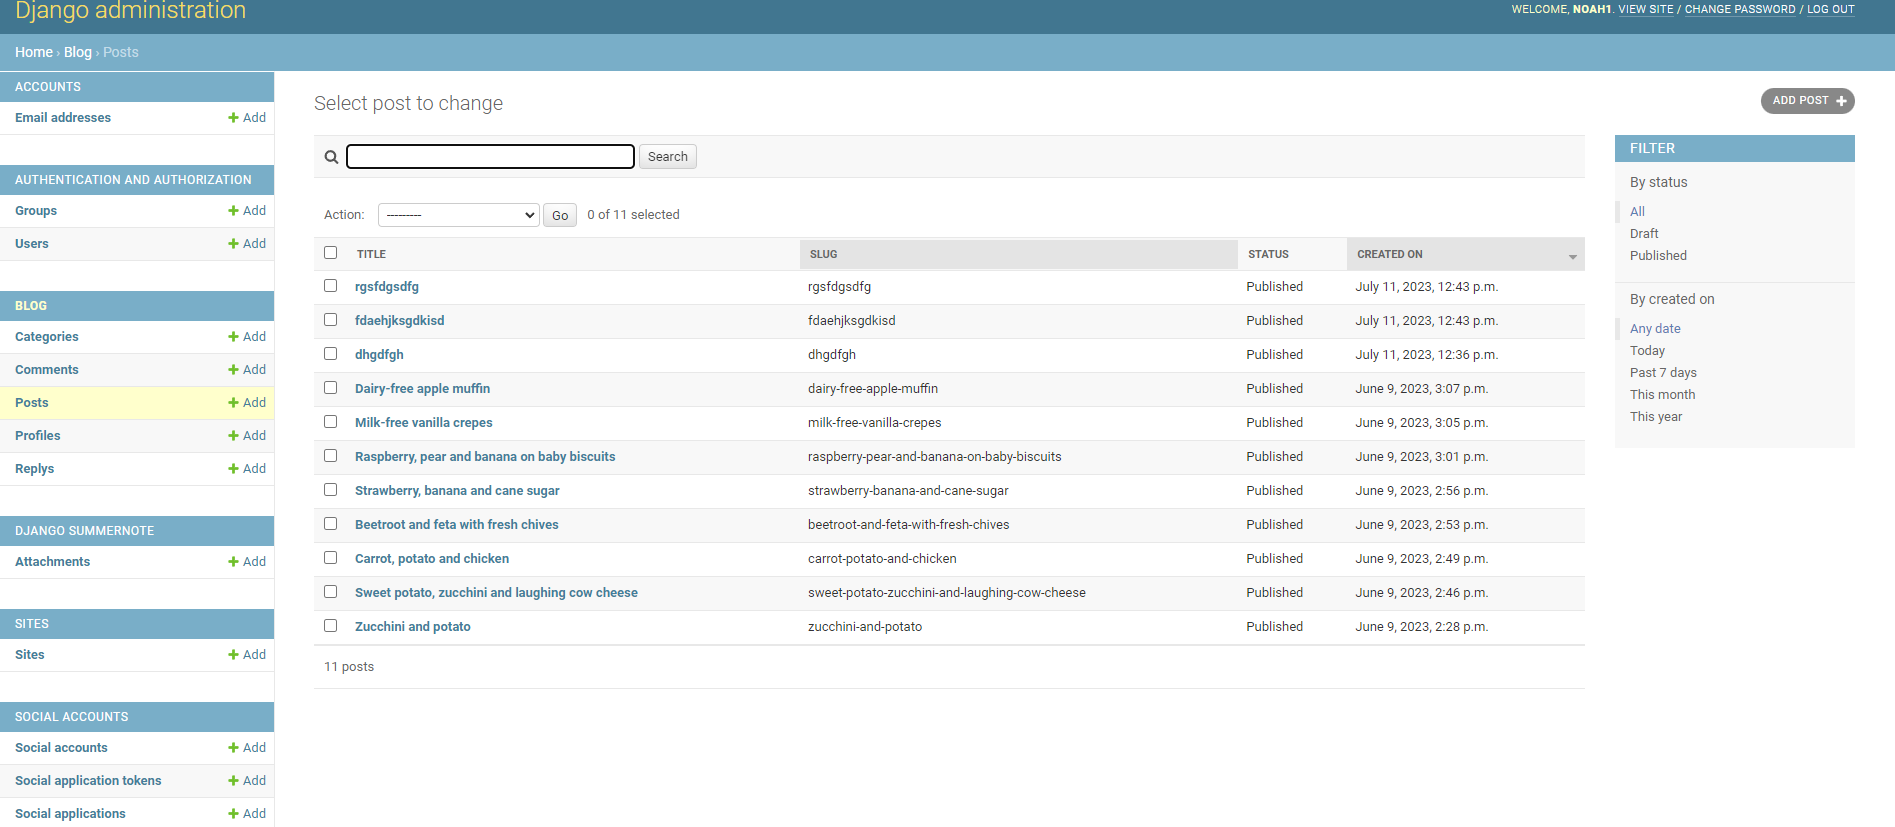 Django administration
WELCOME, NOAH1. VIEW SITE / CHANGE PASSWORD / LOG OUT
Home › Blog › Posts
ACCOUNTS
Email addresses Add
AUTHENTICATION AND AUTHORIZATION
Groups Add
Users Add
BLOG
Categories Add
Comments Add
Posts Add
Profiles Add
Replys Add
DJANGO SUMMERNOTE
Attachments Add
SITES
Sites Add
SOCIAL ACCOUNTS
Social accounts Add
Social application tokens Add
Social applications Add
Select post to change
ADD POST
Search
Action: --------- Go 0 of 11 selected
TITLE SLUG STATUS CREATED ON
rgsfdgsdfg rgsfdgsdfg Published July 11, 2023, 12:43 p.m.
fdaehjksgdkisd fdaehjksgdkisd Published July 11, 2023, 12:43 p.m.
dhgdfgh dhgdfgh Published July 11, 2023, 12:36 p.m.
Dairy-free apple muffin dairy-free-apple-muffin Published June 9, 2023, 3:07 p.m.
Milk-free vanilla crepes milk-free-vanilla-crepes Published June 9, 2023, 3:05 p.m.
Raspberry, pear and banana on baby biscuits raspberry-pear-and-banana-on-baby-biscuits Published June 9, 2023, 3:01 p.m.
Strawberry, banana and cane sugar strawberry-banana-and-cane-sugar Published June 9, 2023, 2:56 p.m.
Beetroot and feta with fresh chives beetroot-and-feta-with-fresh-chives Published June 9, 2023, 2:53 p.m.
Carrot, potato and chicken carrot-potato-and-chicken Published June 9, 2023, 2:49 p.m.
Sweet potato, zucchini and laughing cow cheese sweet-potato-zucchini-and-laughing-cow-cheese Published June 9, 2023, 2:46 p.m.
Zucchini and potato zucchini-and-potato Published June 9, 2023, 2:28 p.m.
11 posts
FILTER
By status
All
Draft
Published
By created on
Any date
Today
Past 7 days
This month
This year